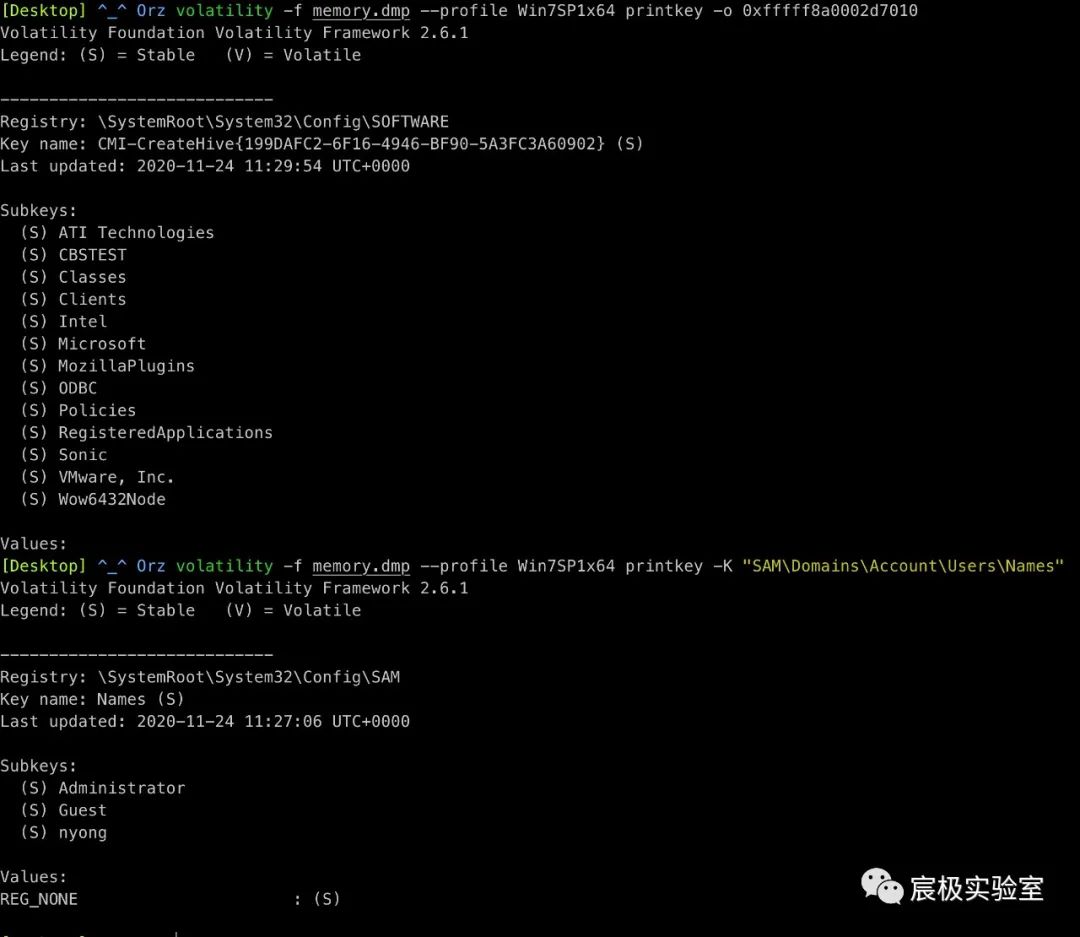 [Desktop] ^_^ Orz volatility -f memory.dmp --profile Win7SP1x64 printkey -o 0xfffff8a0002d7010
Volatility Foundation Volatility Framework 2.6.1
Legend: (S) = Stable   (V) = Volatile
----------------------------
Registry: \SystemRoot\System32\Config\SOFTWARE
Key name: CMI-CreateHive{199DAFC2-6F16-4946-BF90-5A3FC3A60902} (S)
Last updated: 2020-11-24 11:29:54 UTC+0000
Subkeys:
  (S) ATI Technologies
  (S) CBSTEST
  (S) Classes
  (S) Clients
  (S) Intel
  (S) Microsoft
  (S) MozillaPlugins
  (S) ODBC
  (S) Policies
  (S) RegisteredApplications
  (S) Sonic
  (S) VMware, Inc.
  (S) Wow6432Node
Values:
[Desktop] ^_^ Orz volatility -f memory.dmp --profile Win7SP1x64 printkey -K "SAM\Domains\Account\Users\Names"
Volatility Foundation Volatility Framework 2.6.1
Legend: (S) = Stable   (V) = Volatile
----------------------------
Registry: \SystemRoot\System32\Config\SAM
Key name: Names (S)
Last updated: 2020-11-24 11:27:06 UTC+0000
Subkeys:
  (S) Administrator
  (S) Guest
  (S) nyong
Values:
REG_NONE                      : (S)
宸极实验室